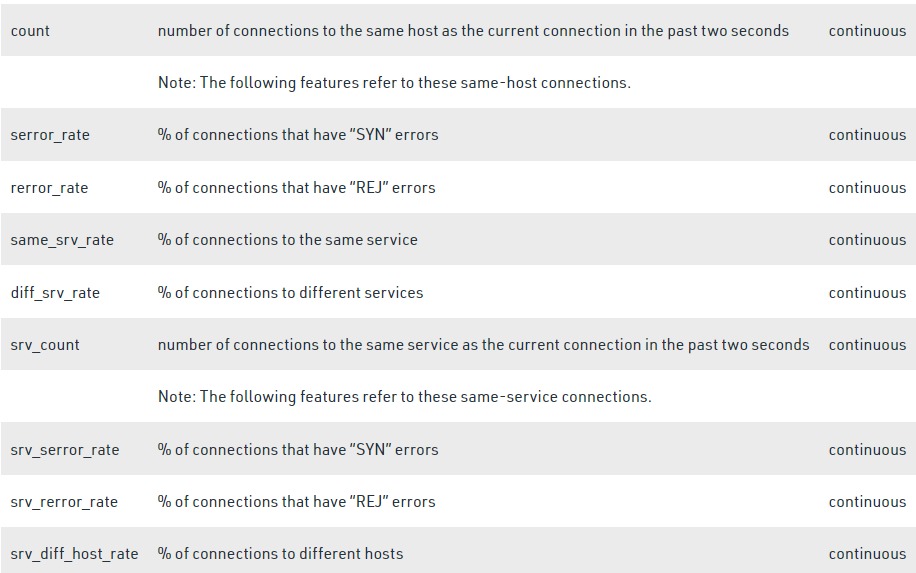 count number of connections to the same host as the current connection in the past two seconds continuous
Note: The following features refer to these same-host connections.
serror_rate % of connections that have “SYN” errors continuous
rerror_rate % of connections that have “REJ” errors continuous
same_srv_rate % of connections to the same service continuous
diff_srv_rate % of connections to different services continuous
srv_count number of connections to the same service as the current connection in the past two seconds continuous
Note: The following features refer to these same-service connections.
srv_serror_rate % of connections that have “SYN” errors continuous
srv_rerror_rate % of connections that have “REJ” errors continuous
srv_diff_host_rate % of connections to different hosts continuous